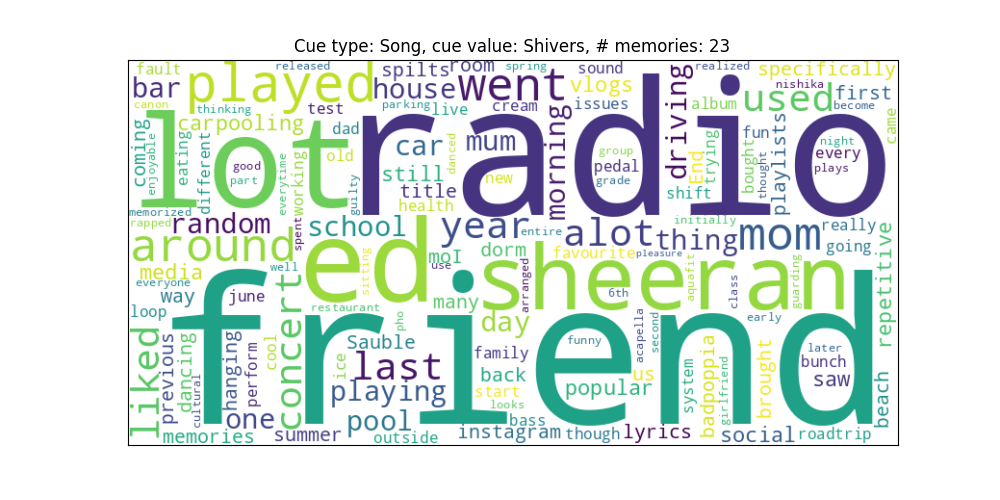 Cue type: Song, cue value: Shivers, # memories: 23
fault
released
spilts
room
spring
sound
realized
specifically
bar
played
house
went
vlogs
nishika
first
canon
thinking
test
parking
live
cream
issues
driving
album
used
become
carpooling
lot
radio
coming
enjoyable
eating
different
good
part
everytime
working
old
dad
guilty
car
still
title
health
danced
mum
new
morning
group
pedal
grade
shift
End
trying
bought
fun
thought
playlists
night
every
plays
came
memorized
rapped
random
spent
school
year
entire
alot
thing
initially
mom
really
going
around
ed
sheeran
moI
use
dorm
favourite
pleasure
media
well
sitting
everyone
way
june
concert
restaurant
many
arranged
6th
aquafit
class
guarding
repetitive
loop
friend
day
pho
liked
previous
dancing
cultural
hanging
perform
cool
ice
Sauble
last
playing
family
back
start
looks
funny
acapella
second
early
popular
us
system
badpoppia
girlfriend
brought
later
bunch
saw
beach
one
pool
bass
memories
summer
outside
instagram
though
lyrics
social
roadtrip